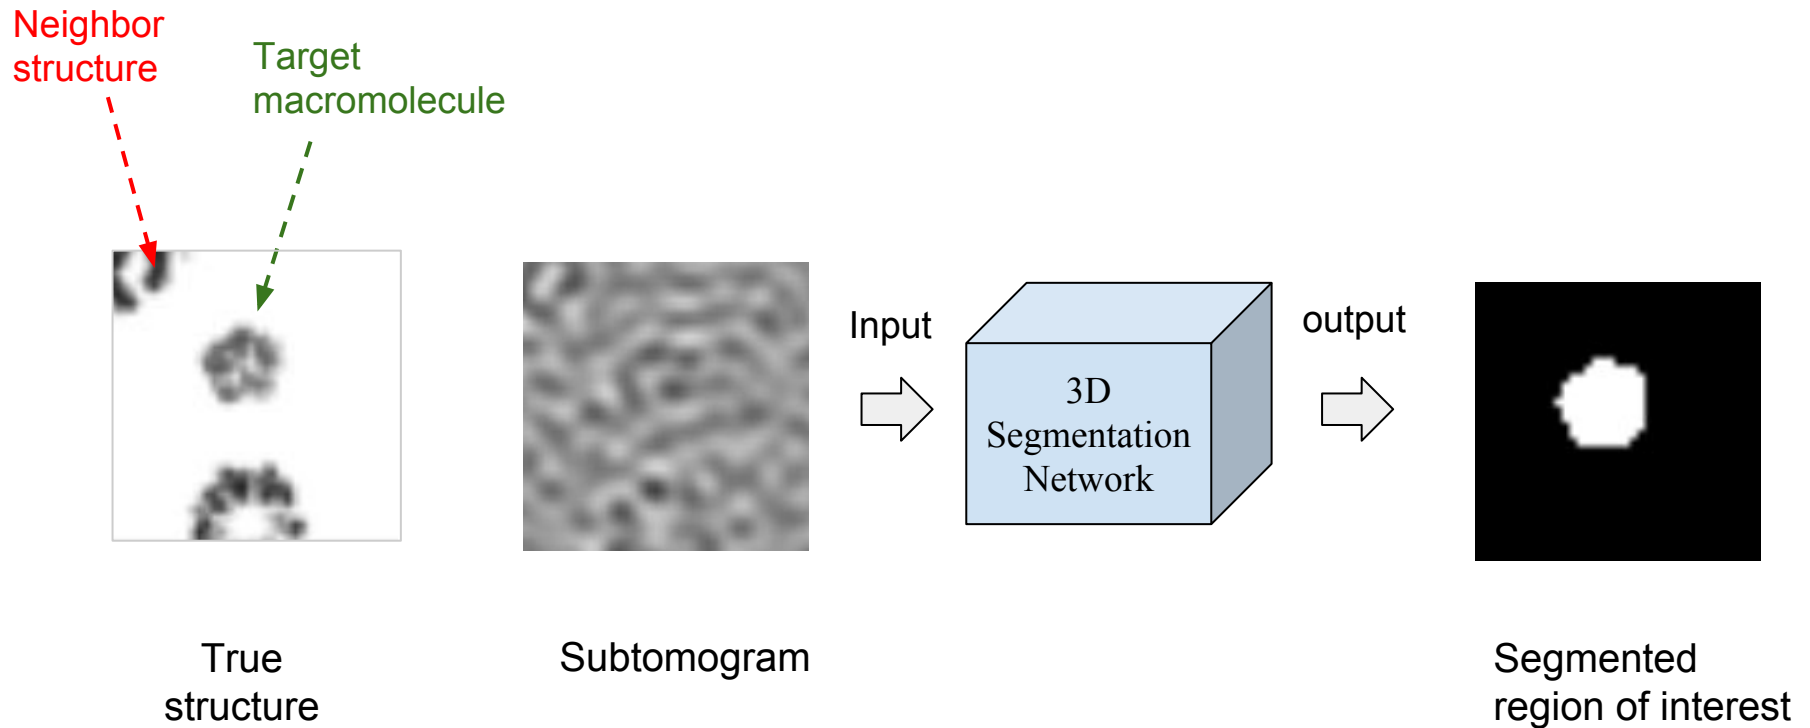 Neighbor
structure
Target
macromolecule
Input
output
3D
Segmentation
Network
True
structure
Subtomogram
Segmented
region of interest